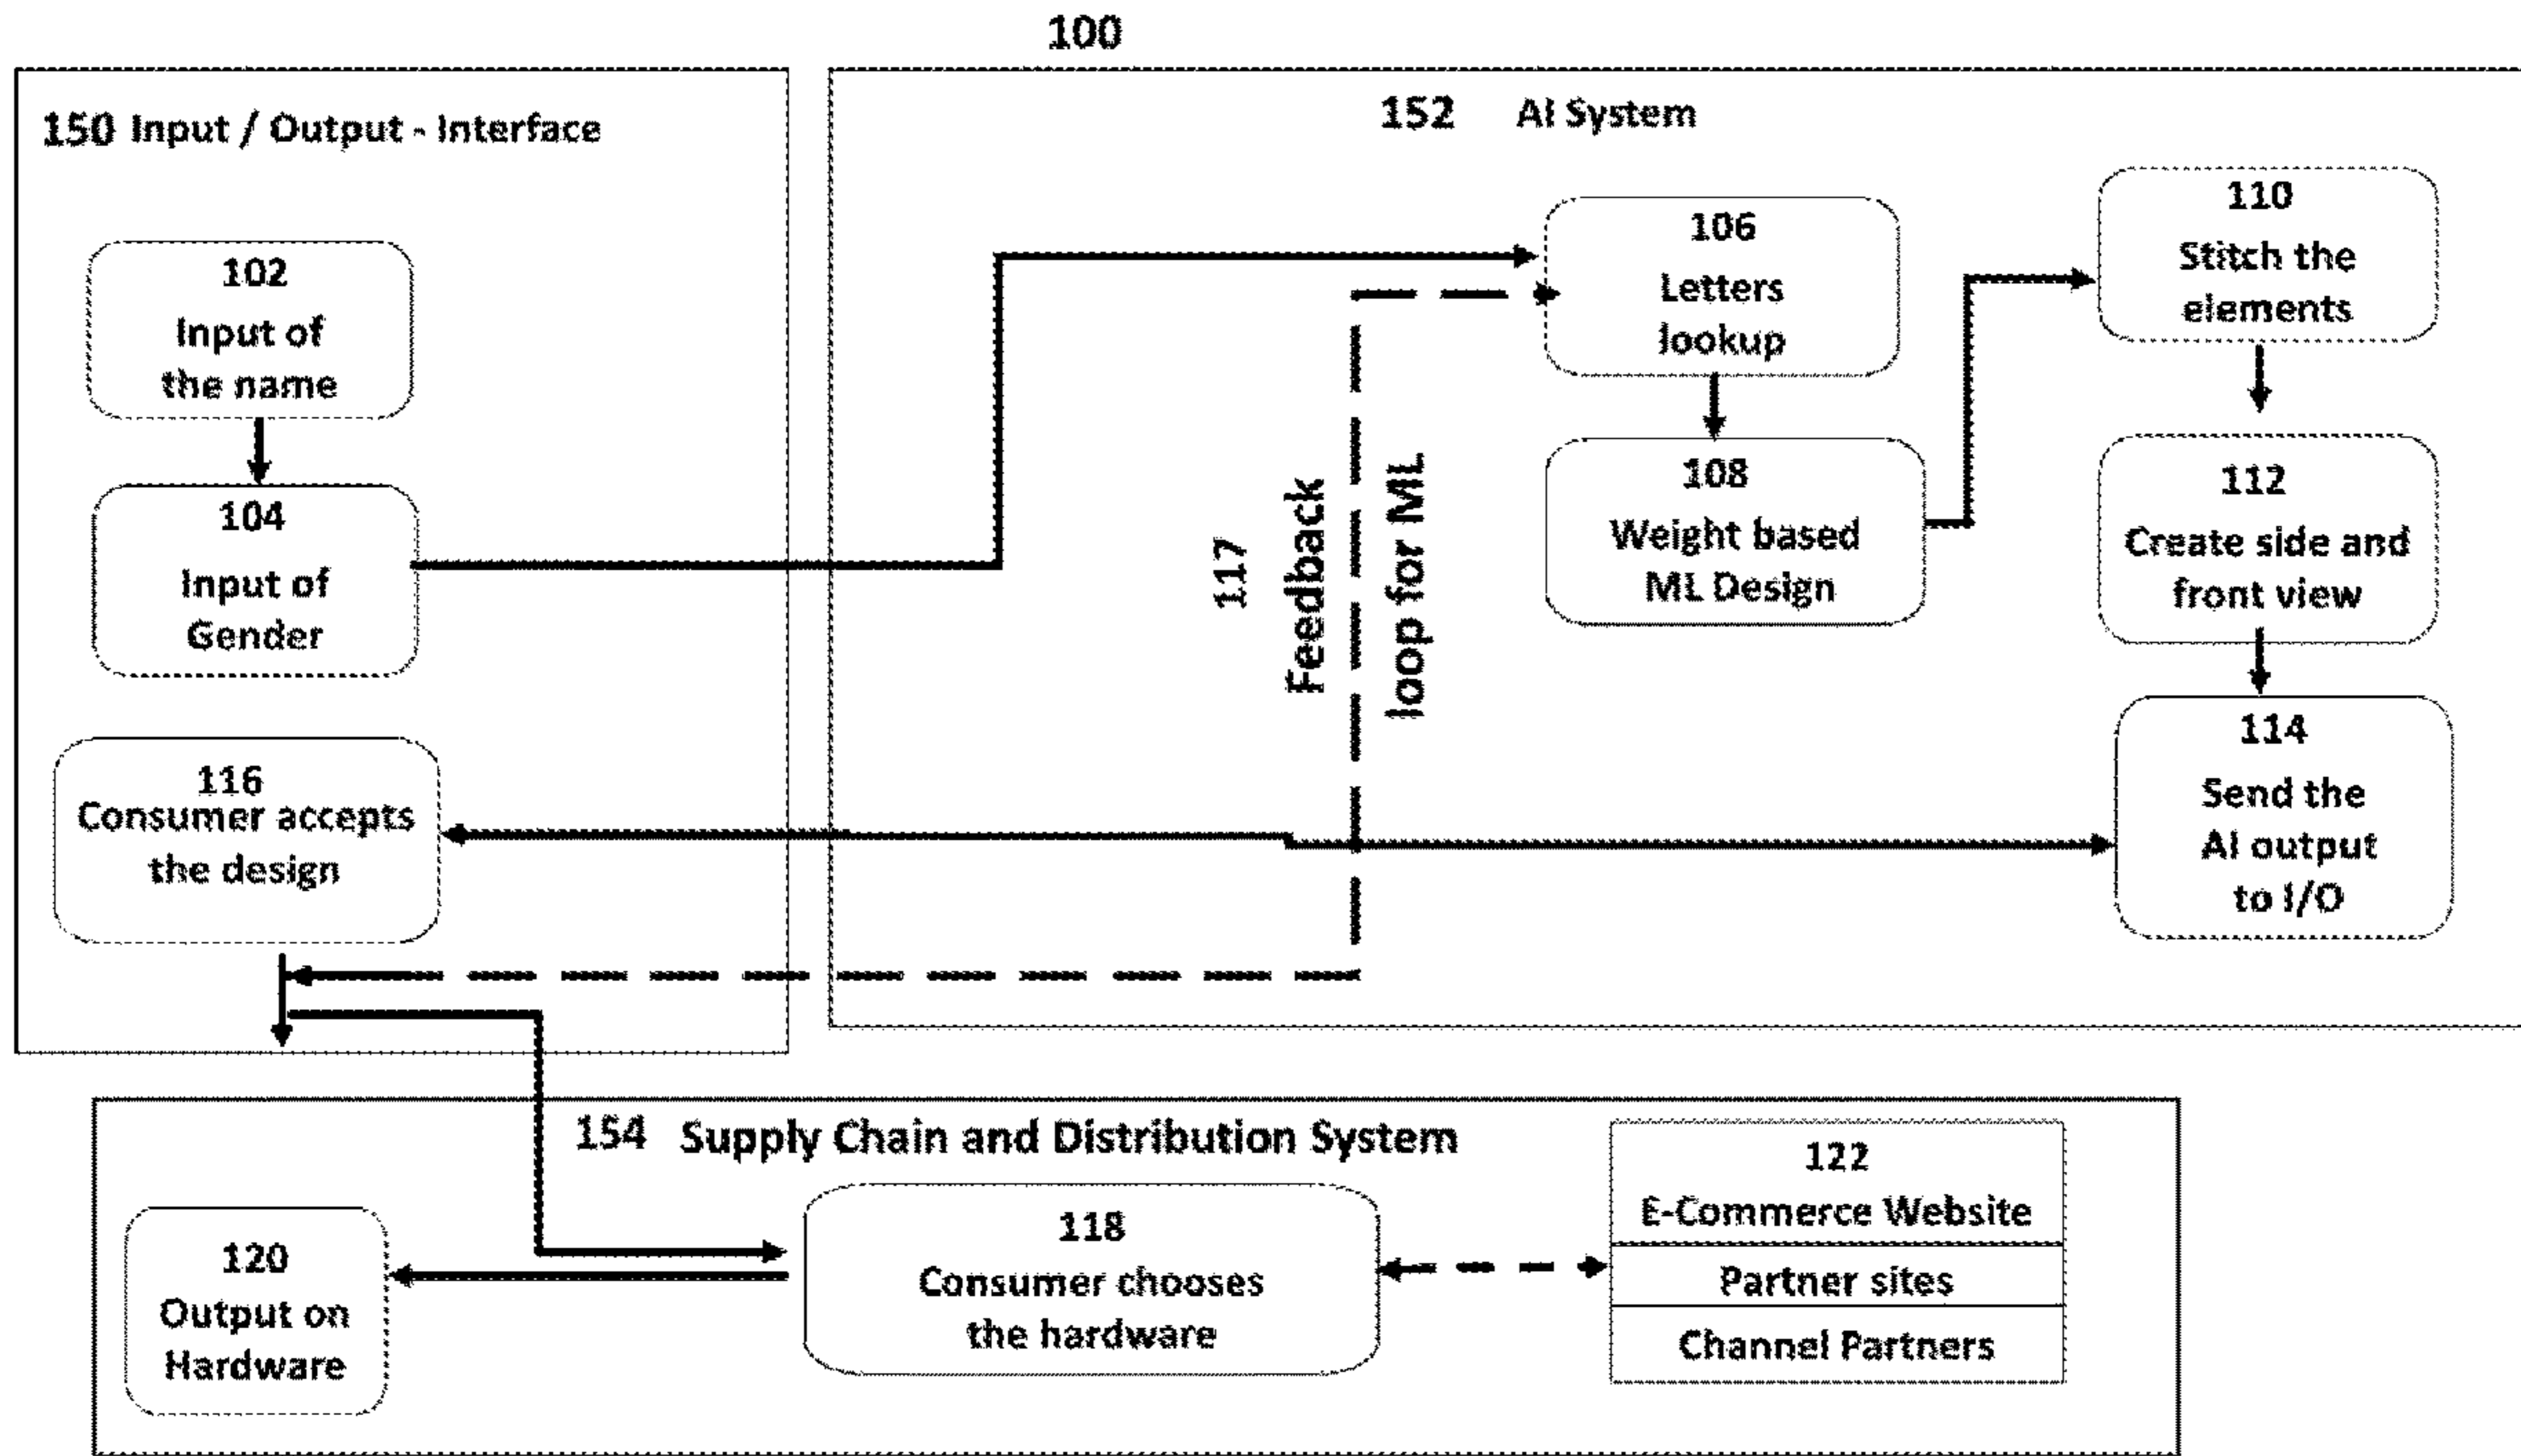 100
150 Input / Output - Interface
102
Input of
the name
104
Input of
Gender
116
Consumer accepts
the design
152 AI System
106
Letters
lookup
108
Weight based
ML Design
117
Feedback
loop for ML
110
Stitch the
elements
112
Create side and
front view
114
Send the
AI output
to I/O
154 Supply Chain and Distribution System
120
Output on
Hardware
118
Consumer chooses
the hardware
122
E-Commerce Website
Partner sites
Channel Partners